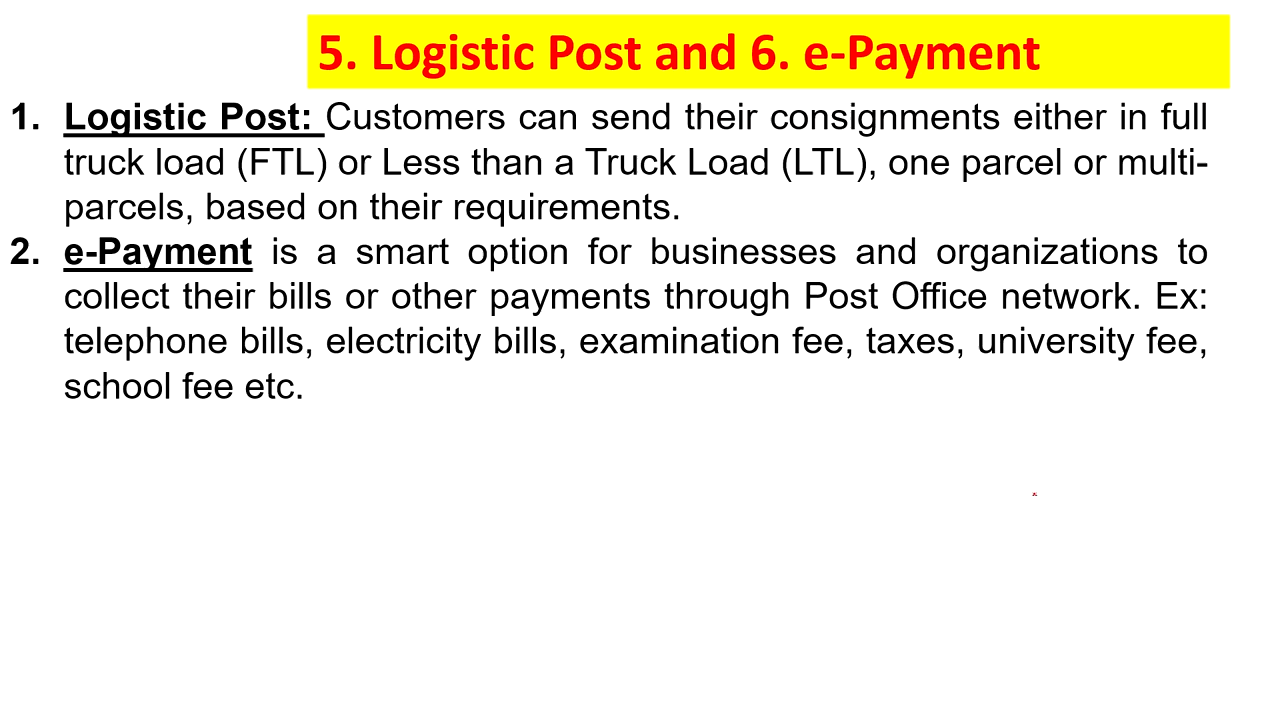 5. Logistic Post and 6. e-Payment
1. Logistic Post: Customers can send their consignments either in full
truck load (FTL) or Less than a Truck Load (LTL), one parcel or multi-
parcels, based on their requirements.
2. e-Payment is a smart option for businesses and organizations to
collect their bills or other payments through Post Office network. Ex:
telephone bills, electricity bills, examination fee, taxes, university fee,
school fee etc.